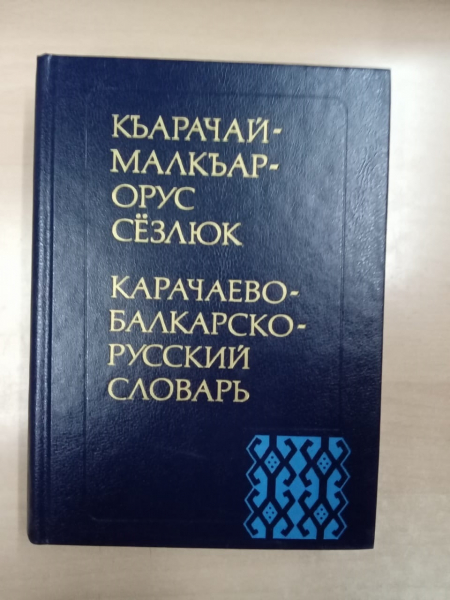 КЪАРАЧАЙ-
МАЛКЪАР-
ОРУС
СЁЗЛЮК
КАРАЧАЕВО-
БАЛКАРСКО-
РУССКИЙ
СЛОВАРЬ